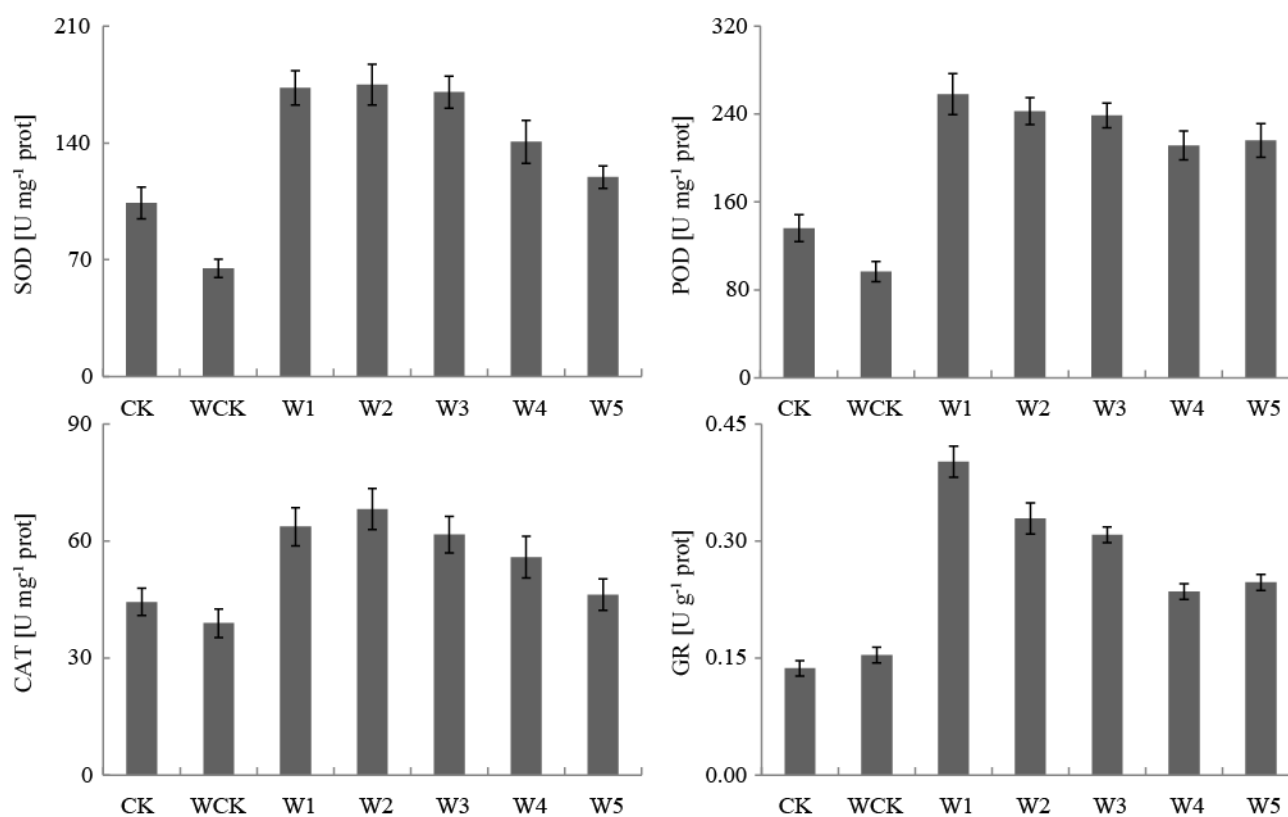 210
140
70
0
SOD [U mg⁻¹ prot]
CK WCK W1 W2 W3 W4 W5
320
240
160
80
0
POD [U mg⁻¹ prot]
CK WCK W1 W2 W3 W4 W5
90
60
30
0
CAT [U mg⁻¹ prot]
CK WCK W1 W2 W3 W4 W5
0.45
0.30
0.15
0.00
GR [U g⁻¹ prot]
CK WCK W1 W2 W3 W4 W5